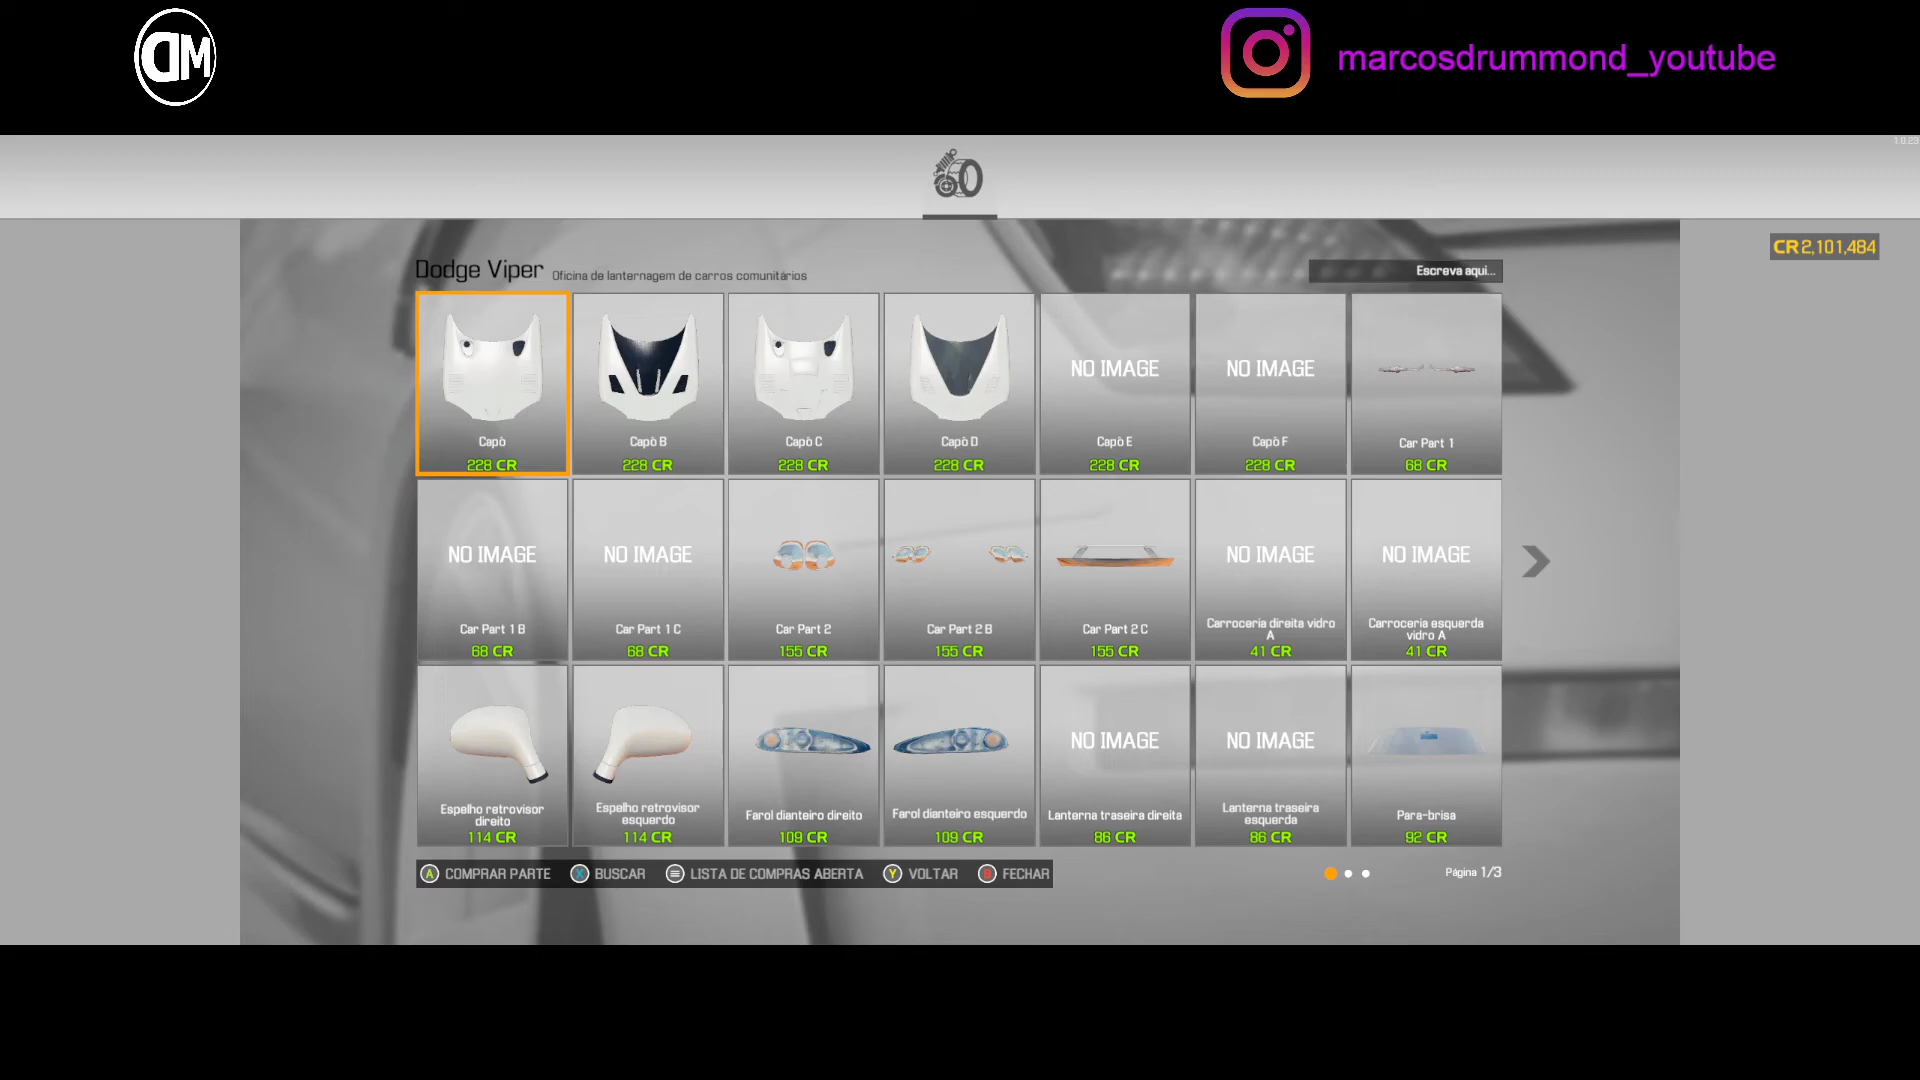 DM
marcosdrummond_youtube
1.0.29
CR 2,101,484
Dodge Viper Oficina de lanternagem de carros comunitários
Escreva aqui...
NO IMAGE NO IMAGE
Capô Capô B Capô C Capô D Capô E Capô F Car Part 1
228 CR 228 CR 228 CR 228 CR 228 CR 228 CR 68 CR
NO IMAGE NO IMAGE NO IMAGE NO IMAGE
Car Part 1 B Car Part 1 C Car Part 2 Car Part 2 B Car Part 2 C Carroceria direita vidro A Carroceria esquerda vidro A
68 CR 68 CR 155 CR 155 CR 155 CR 41 CR 41 CR
NO IMAGE NO IMAGE
Espelho retrovisor direito Espelho retrovisor esquerdo Farol dianteiro direito Farol dianteiro esquerdo Lanterna traseira direita Lanterna traseira esquerda Para-brisa
114 CR 114 CR 109 CR 109 CR 86 CR 86 CR 92 CR
A COMPRAR PARTE X BUSCAR LISTA DE COMPRAS ABERTA Y VOLTAR B FECHAR
Página 1/3